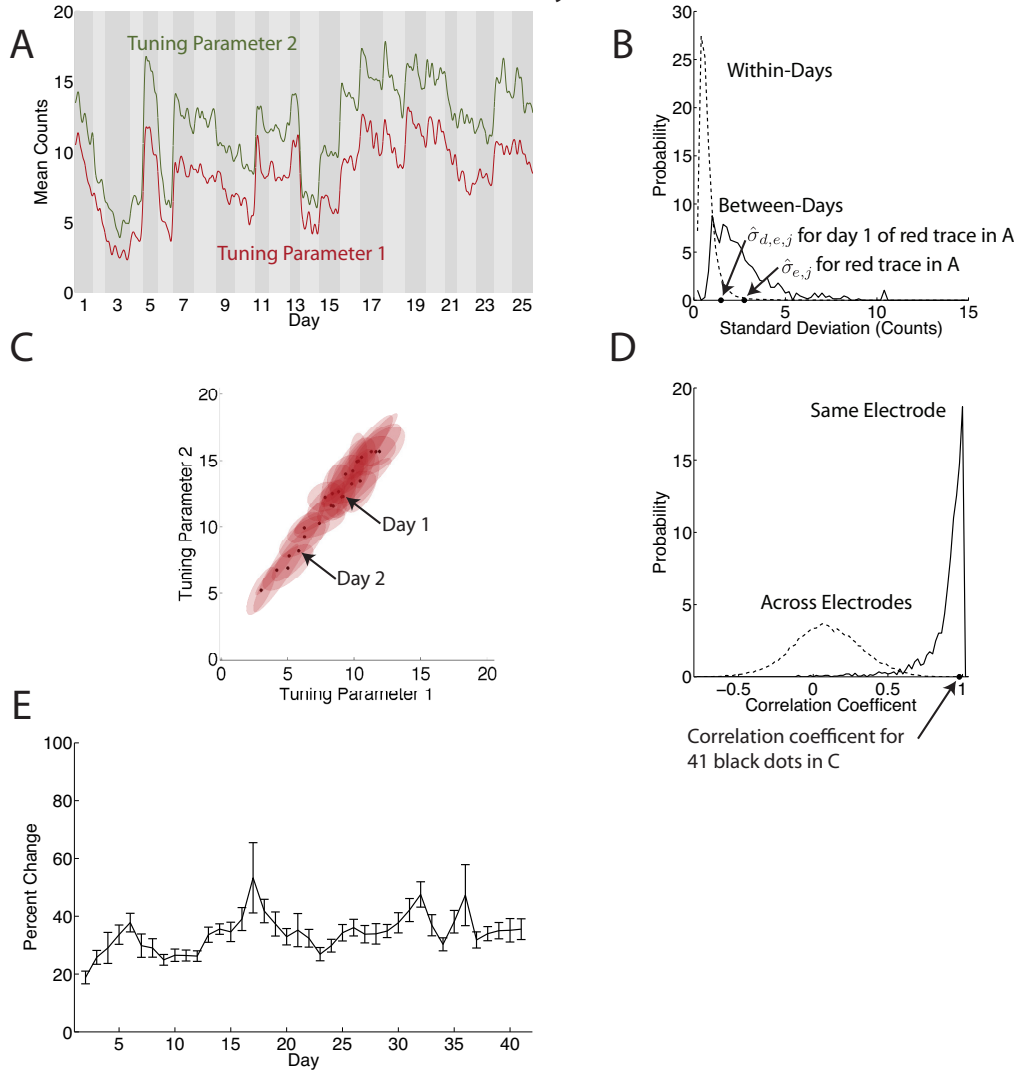 A
20
15
10
5
0
Mean Counts
Tuning Parameter 2
Tuning Parameter 1
1 3 5 7 9 11 13 15 17 19 21 23 25
Day
B
30
25
20
15
10
5
0
Probability
Within-Days
Between-Days
σ̂d,e,j for day 1 of red trace in A
σ̂e,j for red trace in A
0 5 10 15
Standard Deviation (Counts)
C
20
15
10
5
0
Tuning Parameter 2
Day 1
Day 2
0 5 10 15 20
Tuning Parameter 1
D
20
15
10
5
0
Probability
Same Electrode
Across Electrodes
−0.5 0 0.5 1
Correlation Coefficent
Correlation coefficent for
41 black dots in C
E
100
80
60
40
20
0
Percent Change
5 10 15 20 25 30 35 40
Day